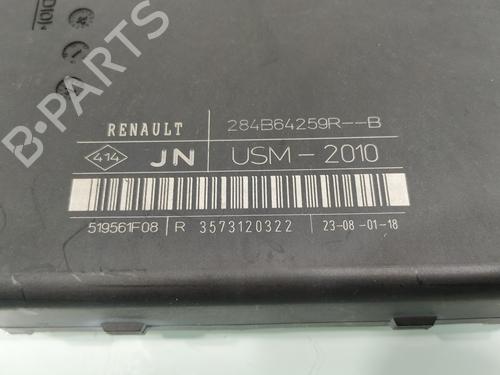 B-PARTS
RENAULT 284B64259R--B
414 JN USM-2010
519561F08 R 3573120322 23-08-01-18